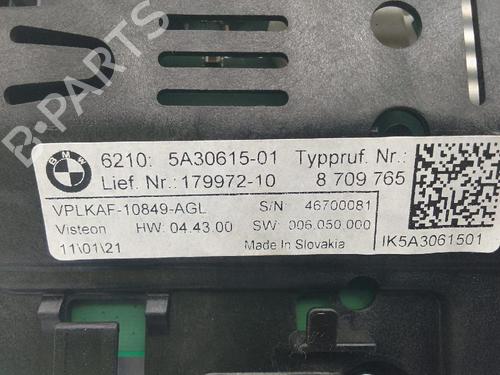 B-PARTS
BMW
6210: 5A30615-01 Typpruf. Nr.:
Lief. Nr.:179972-10 8 709 765
VPLKAF-10849-AGL S/N: 46700081
Visteon HW: 04.43.00 SW: 006.050.000
11\01\21 Made In Slovakia IK5A3061501